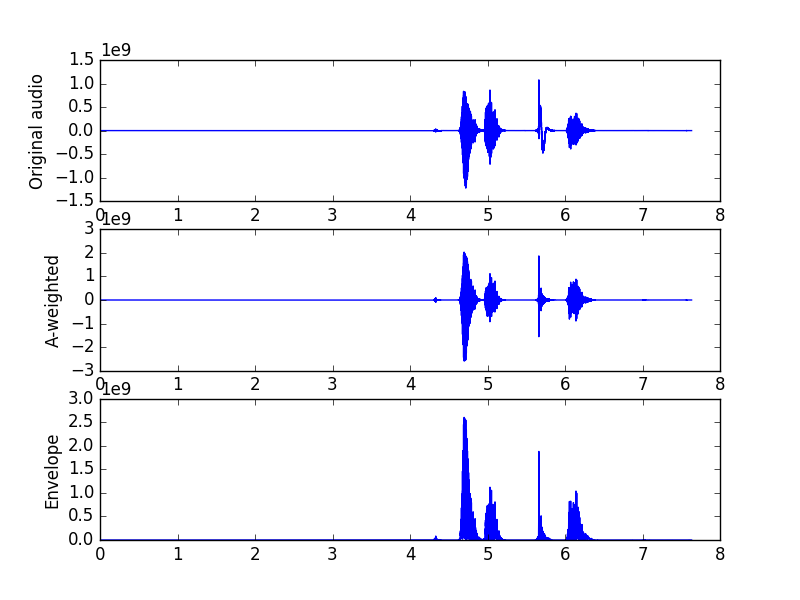 1e9
1.5
1.0
0.5
0.0
−0.5
−1.0
−1.5
Original audio
0 1 2 3 4 5 6 7 8
1e9
3
2
1
0
−1
−2
−3
A-weighted
0 1 2 3 4 5 6 7 8
1e9
3.0
2.5
2.0
1.5
1.0
0.5
0.0
Envelope
0 1 2 3 4 5 6 7 8